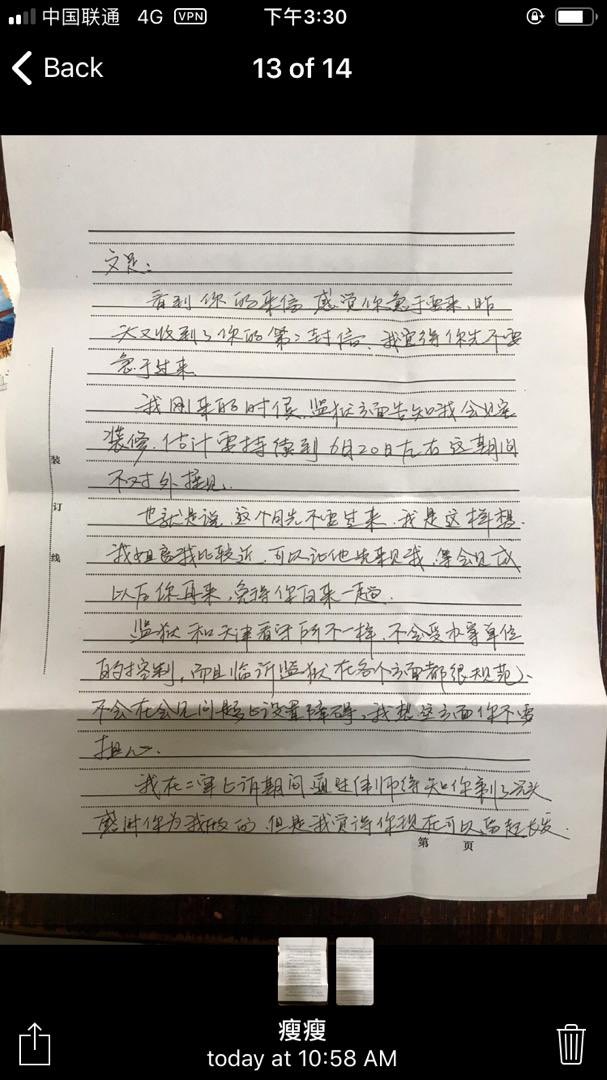 中国联通 4G VPN 下午3:30
Back 13 of 14
文足：
看到你的来信，感觉你急于要来，昨
天又收到了你的第二封信，我觉得你先不要
急于过来。
我刚来的时候，监狱方面告知我会见室
装修，估计要持续到6月20日左右，这期间
不对外接见。
也就是说，这个月先不要过来，我是这样想，
我姐离我比较近，可以让他先来见我，等会见成
以后你再来，免得你白来一趟。
监狱和天津看守所不一样，不会受办案单位
的控制，而且临沂监狱在各个方面都很规范，
不会在会见问题上设置障碍，我想这方面你不要
担心。
我在二审上诉期间，通过律师得知你剃了光头
感谢你为我做的，但是我觉得你现在可以留起长发，
装
订
线
第 页
瘦瘦
today at 10:58 AM